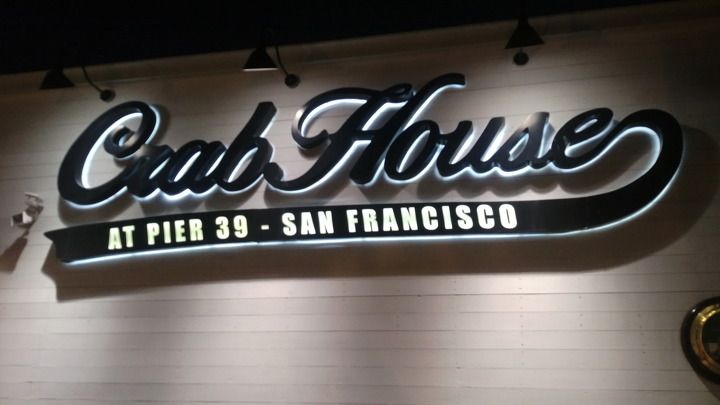 Crab House
AT PIER 39 - SAN FRANCISCO